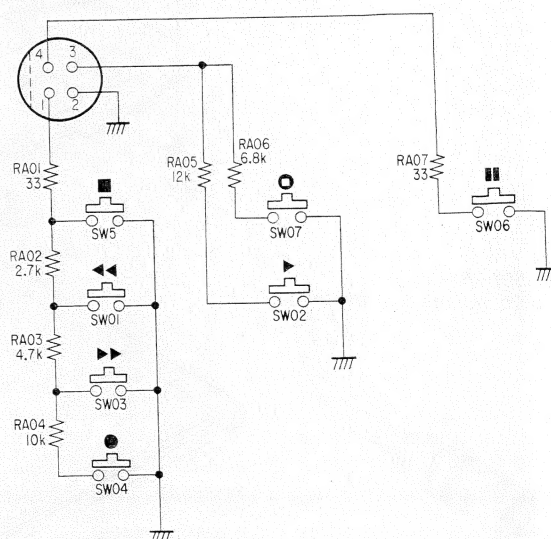 4 3
1 2
RA01
33
SW5
RA02
2.7k
SW01
RA03
4.7k
SW03
RA04
10k
SW04
RA05
12k
RA06
6.8k
SW07
SW02
RA07
33
SW06